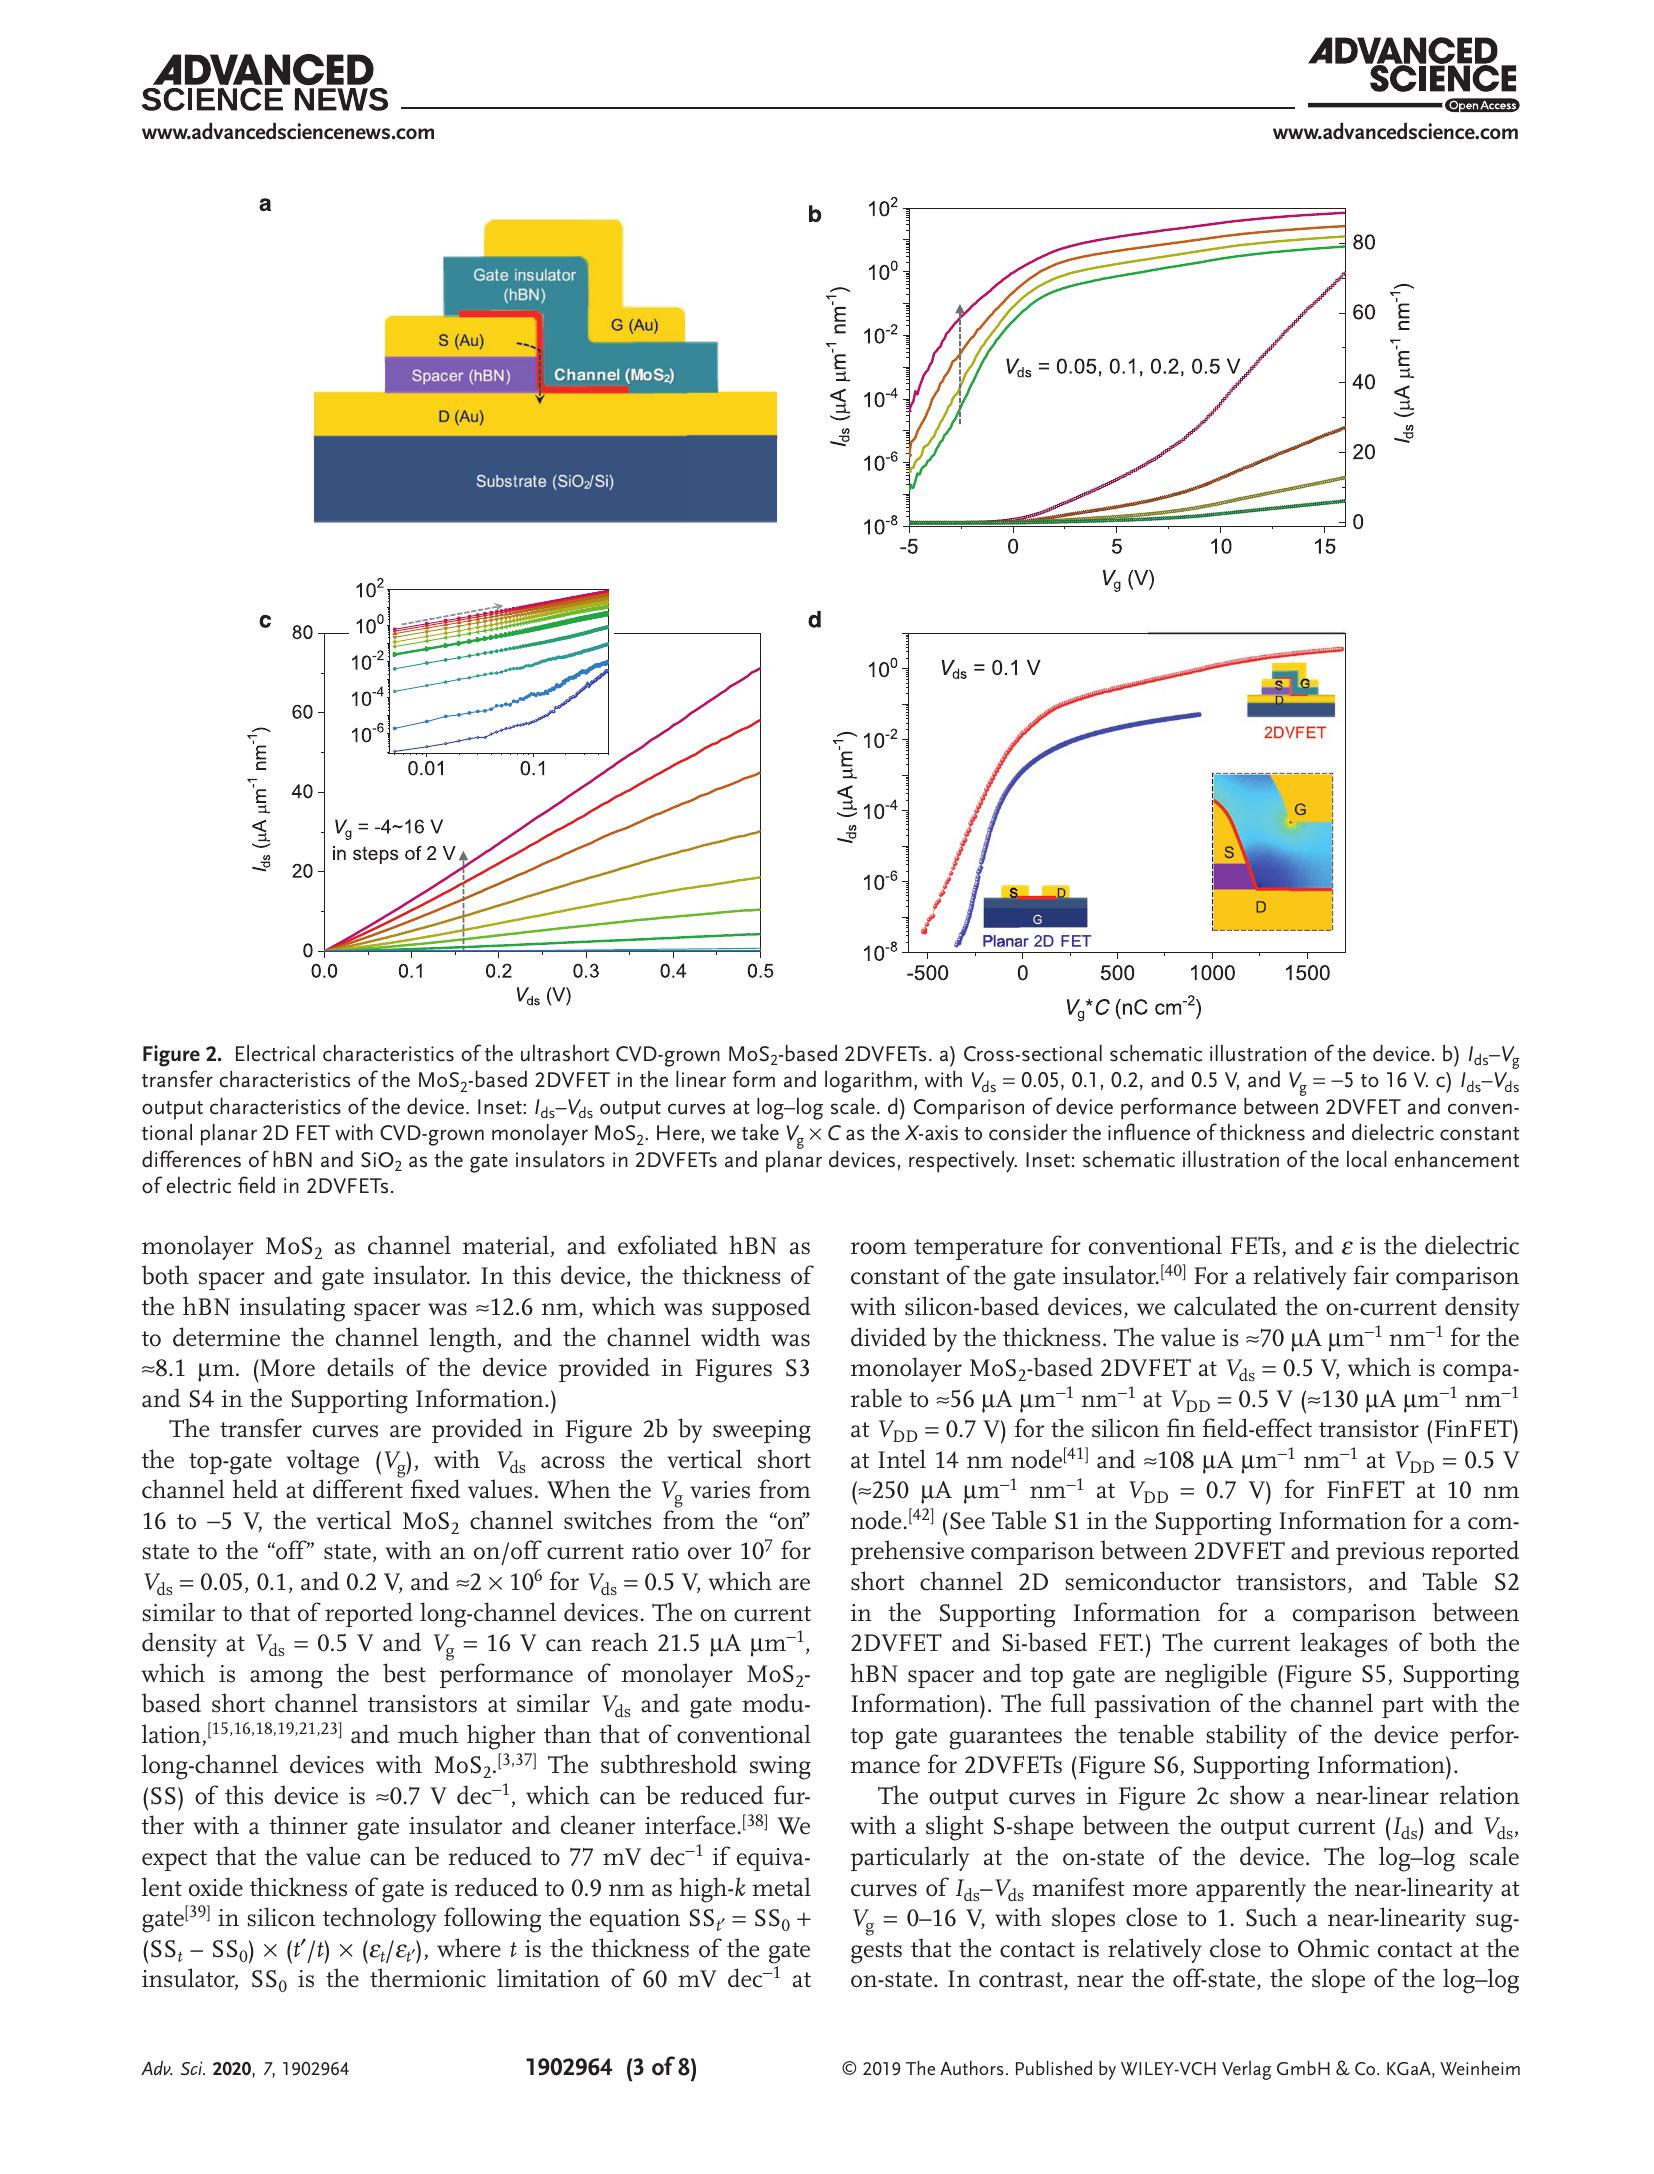 ADVANCED
SCIENCE NEWS
www.advancedsciencenews.com
ADVANCED
SCIENCE
Open Access
www.advancedscience.com
a
Gate insulator
(hBN)
G (Au)
S (Au)
Spacer (hBN)
Channel (MoS2)
D (Au)
Substrate (SiO2/Si)
b
10^2
10^0
10^-2
10^-4
10^-6
10^-8
Ids (μA μm^-1 nm^-1)
Vds = 0.05, 0.1, 0.2, 0.5 V
80
60
40
20
0
Ids (μA μm^-1 nm^-1)
-5 0 5 10 15
Vg (V)
c
10^2
10^0
10^-2
10^-4
10^-6
0.01 0.1
80
60
40
20
0
Ids (μA μm^-1 nm^-1)
Vg = -4~16 V
in steps of 2 V
0.0 0.1 0.2 0.3 0.4 0.5
Vds (V)
d
10^0
10^-2
10^-4
10^-6
10^-8
Ids (μA μm^-1)
Vds = 0.1 V
S G
D
2DVFET
G
S
D
S D
G
Planar 2D FET
-500 0 500 1000 1500
Vg*C (nC cm^-2)
Figure 2. Electrical characteristics of the ultrashort CVD-grown MoS2-based 2DVFETs. a) Cross-sectional schematic illustration of the device. b) Ids–Vg
transfer characteristics of the MoS2-based 2DVFET in the linear form and logarithm, with Vds = 0.05, 0.1, 0.2, and 0.5 V, and Vg = −5 to 16 V. c) Ids–Vds
output characteristics of the device. Inset: Ids–Vds output curves at log–log scale. d) Comparison of device performance between 2DVFET and conven-
tional planar 2D FET with CVD-grown monolayer MoS2. Here, we take Vg × C as the X-axis to consider the influence of thickness and dielectric constant
differences of hBN and SiO2 as the gate insulators in 2DVFETs and planar devices, respectively. Inset: schematic illustration of the local enhancement
of electric field in 2DVFETs.
monolayer MoS2 as channel material, and exfoliated hBN as
both spacer and gate insulator. In this device, the thickness of
the hBN insulating spacer was ≈12.6 nm, which was supposed
to determine the channel length, and the channel width was
≈8.1 μm. (More details of the device provided in Figures S3
and S4 in the Supporting Information.)
The transfer curves are provided in Figure 2b by sweeping
the top-gate voltage (Vg), with Vds across the vertical short
channel held at different fixed values. When the Vg varies from
16 to −5 V, the vertical MoS2 channel switches from the “on”
state to the “off” state, with an on/off current ratio over 10^7 for
Vds = 0.05, 0.1, and 0.2 V, and ≈2 × 10^6 for Vds = 0.5 V, which are
similar to that of reported long-channel devices. The on current
density at Vds = 0.5 V and Vg = 16 V can reach 21.5 μA μm^−1,
which is among the best performance of monolayer MoS2-
based short channel transistors at similar Vds and gate modu-
lation,[15,16,18,19,21,23] and much higher than that of conventional
long-channel devices with MoS2.[3,37] The subthreshold swing
(SS) of this device is ≈0.7 V dec^−1, which can be reduced fur-
ther with a thinner gate insulator and cleaner interface.[38] We
expect that the value can be reduced to 77 mV dec^−1 if equiva-
lent oxide thickness of gate is reduced to 0.9 nm as high-k metal
gate[39] in silicon technology following the equation SSt′ = SS0 +
(SSt − SS0) × (t′/t) × (εt/εt′), where t is the thickness of the gate
insulator, SS0 is the thermionic limitation of 60 mV dec^−1 at
room temperature for conventional FETs, and ε is the dielectric
constant of the gate insulator.[40] For a relatively fair comparison
with silicon-based devices, we calculated the on-current density
divided by the thickness. The value is ≈70 μA μm^−1 nm^−1 for the
monolayer MoS2-based 2DVFET at Vds = 0.5 V, which is compa-
rable to ≈56 μA μm^−1 nm^−1 at VDD = 0.5 V (≈130 μA μm^−1 nm^−1
at VDD = 0.7 V) for the silicon fin field-effect transistor (FinFET)
at Intel 14 nm node[41] and ≈108 μA μm^−1 nm^−1 at VDD = 0.5 V
(≈250 μA μm^−1 nm^−1 at VDD = 0.7 V) for FinFET at 10 nm
node.[42] (See Table S1 in the Supporting Information for a com-
prehensive comparison between 2DVFET and previous reported
short channel 2D semiconductor transistors, and Table S2
in the Supporting Information for a comparison between
2DVFET and Si-based FET.) The current leakages of both the
hBN spacer and top gate are negligible (Figure S5, Supporting
Information). The full passivation of the channel part with the
top gate guarantees the tenable stability of the device perfor-
mance for 2DVFETs (Figure S6, Supporting Information).
The output curves in Figure 2c show a near-linear relation
with a slight S-shape between the output current (Ids) and Vds,
particularly at the on-state of the device. The log–log scale
curves of Ids–Vds manifest more apparently the near-linearity at
Vg = 0–16 V, with slopes close to 1. Such a near-linearity sug-
gests that the contact is relatively close to Ohmic contact at the
on-state. In contrast, near the off-state, the slope of the log–log
Adv. Sci. 2020, 7, 1902964
1902964 (3 of 8)
© 2019 The Authors. Published by WILEY-VCH Verlag GmbH & Co. KGaA, Weinheim